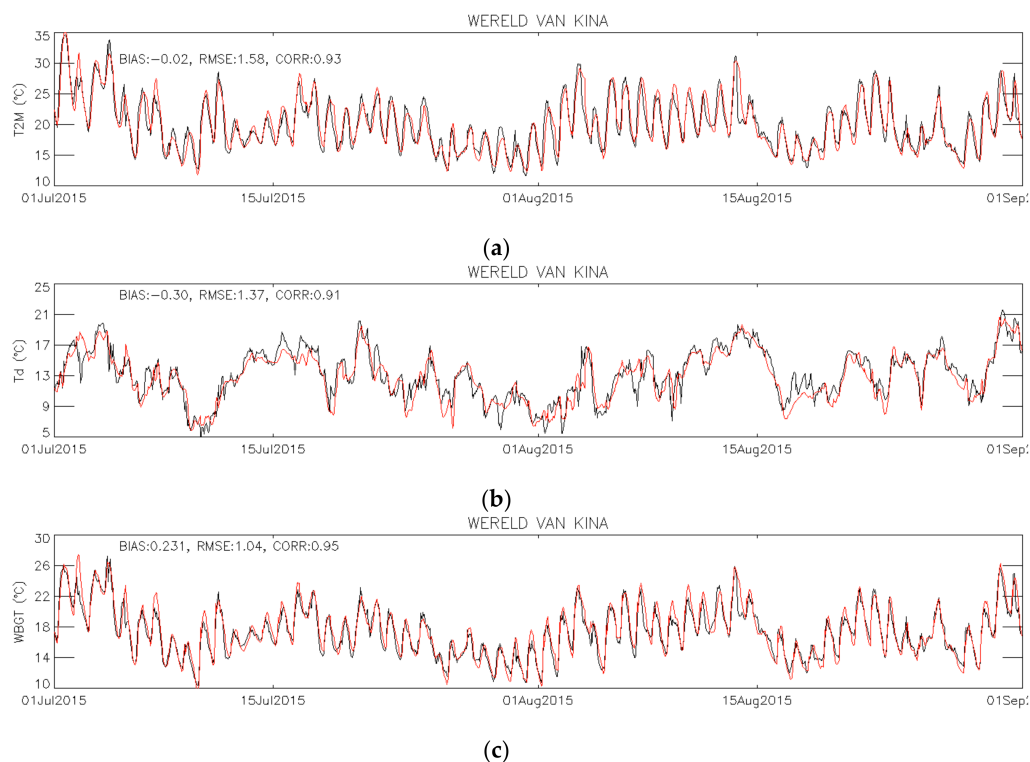 WERELD VAN KINA
BIAS:−0.02, RMSE:1.58, CORR:0.93
T2M (°C)
35
30
25
20
15
10
01Jul2015 15Jul2015 01Aug2015 15Aug2015 01Sep2
(a)
WERELD VAN KINA
BIAS:−0.30, RMSE:1.37, CORR:0.91
Td (°C)
25
21
17
13
9
5
01Jul2015 15Jul2015 01Aug2015 15Aug2015 01Sep2
(b)
WERELD VAN KINA
BIAS:0.231, RMSE:1.04, CORR:0.95
WBGT (°C)
30
26
22
18
14
10
01Jul2015 15Jul2015 01Aug2015 15Aug2015 01Sep2
(c)